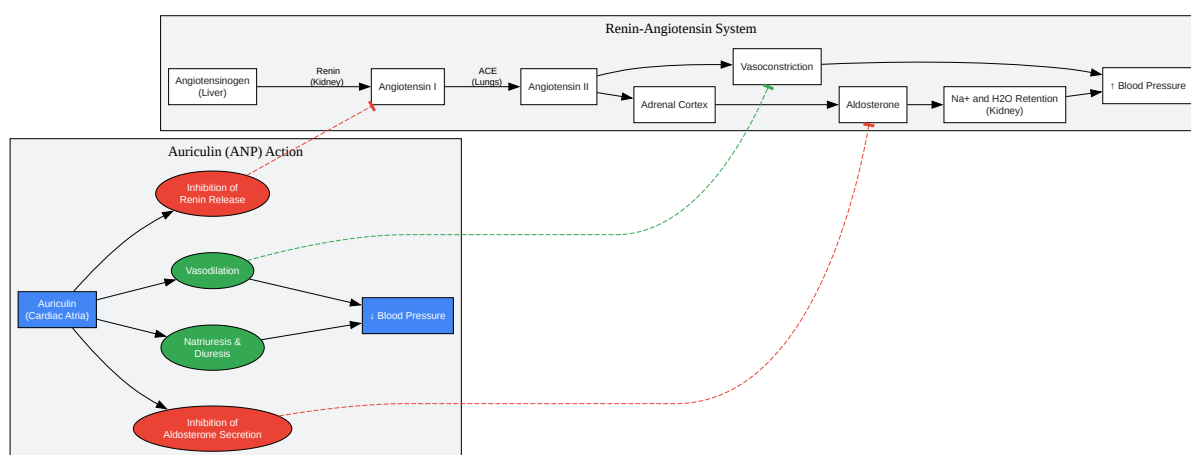 Renin-Angiotensin System
Angiotensinogen
(Liver)
Renin
(Kidney)
Angiotensin I
ACE
(Lungs)
Angiotensin II
Vasoconstriction
Adrenal Cortex
Aldosterone
Na+ and H2O Retention
(Kidney)
↑ Blood Pressure
Auriculin (ANP) Action
Inhibition of
Renin Release
Vasodilation
Auriculin
(Cardiac Atria)
↓ Blood Pressure
Natriuresis &
Diuresis
Inhibition of
Aldosterone Secretion